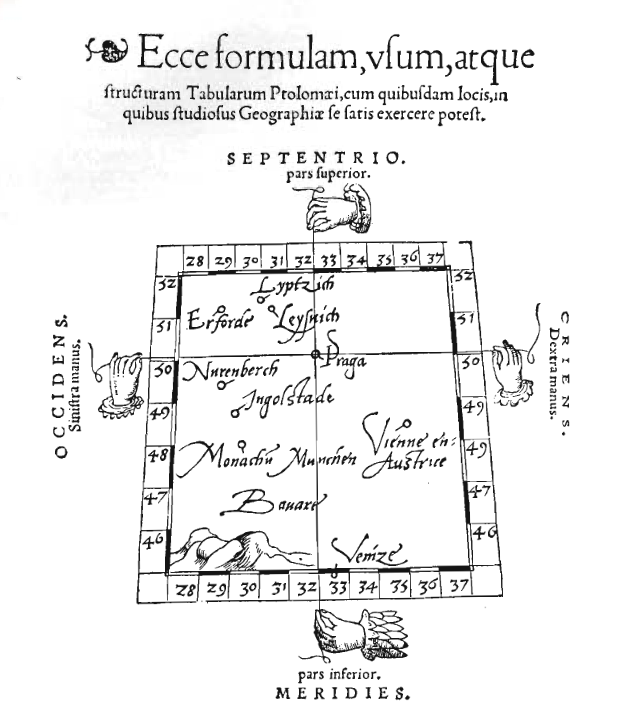 Ecce formulam, vſum, atque
ſtructuram Tabularum Ptolomæi, cum quibuſdam locis, in
quibus ſtudioſus Geographiæ ſe ſatis exercere poteſt.
SEPTENTRIO.
pars ſuperior.
28 29 30 31 32 33 34 35 36 37
52 52
Lyptzich
Erforde Leyſnich
51 51
OCCIDENS.
Siniſtra manus.
ORIENS.
Dextra manus.
Praga
50 50
Nurenberch
Ingolstade
49 49
Vienne en:
Austrice
48 49
Monachū Munchen
47 47
Bavare
46 46
Venize
28 29 30 31 32 33 34 35 36 37
pars inferior.
MERIDIES.